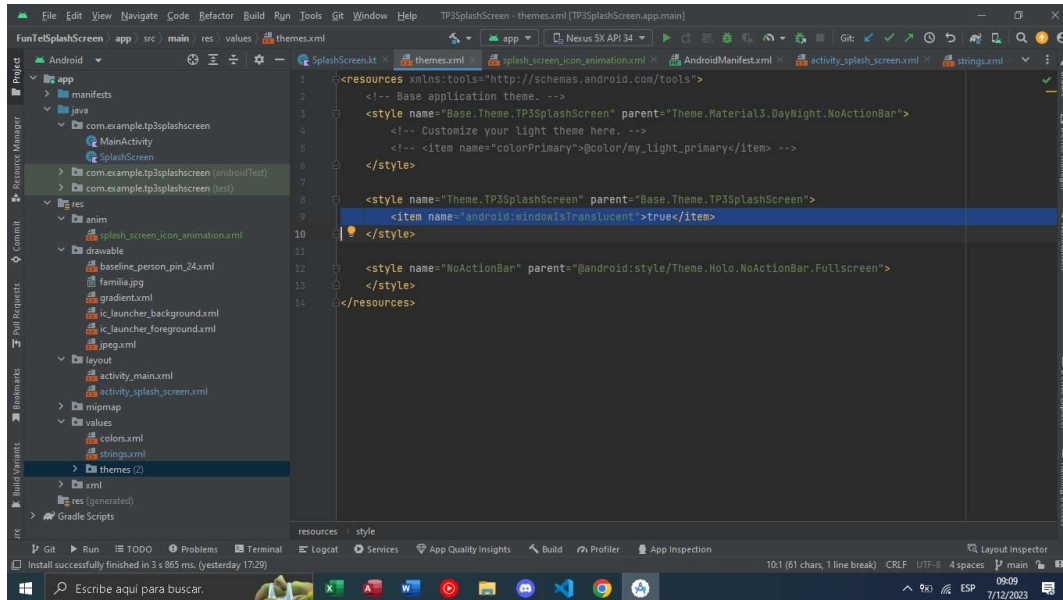 File Edit View Navigate Code Refactor Build Run Tools Git Window Help TP3SplashScreen - themes.xml [TP3SplashScreen.app.main]
FunTelSplashScreen app src main res values themes.xml app Nexus 5X API 34 Git:
Project Android SplashScreen.kt themes.xml splash_screen_icon_animation.xml AndroidManifest.xml activity_splash_screen.xml strings.xml
app
manifests
java
com.example.tp3splashscreen
MainActivity
SplashScreen
com.example.tp3splashscreen (androidTest)
com.example.tp3splashscreen (test)
res
anim
splash_screen_icon_animation.xml
drawable
baseline_person_pin_24.xml
familia.jpg
gradient.xml
ic_launcher_background.xml
ic_launcher_foreground.xml
jpeg.xml
layout
activity_main.xml
activity_splash_screen.xml
mipmap
values
colors.xml
strings.xml
themes (2)
xml
res (generated)
Gradle Scripts
Resource Manager
Commit
Pull Requests
Bookmarks
Build Variants
1 <resources xmlns:tools="http://schemas.android.com/tools">
2 <!-- Base application theme. -->
3 <style name="Base.Theme.TP3SplashScreen" parent="Theme.Material3.DayNight.NoActionBar">
4 <!-- Customize your light theme here. -->
5 <!-- <item name="colorPrimary">@color/my_light_primary</item> -->
6 </style>
7
8 <style name="Theme.TP3SplashScreen" parent="Base.Theme.TP3SplashScreen">
9 <item name="android:windowIsTranslucent">true</item>
10 </style>
11
12 <style name="NoActionBar" parent="@android:style/Theme.Holo.NoActionBar.Fullscreen">
13 </style>
14 </resources>
resources style
Git Run TODO Problems Terminal Logcat Services App Quality Insights Build Profiler App Inspection Layout Inspector
Install successfully finished in 3 s 865 ms. (yesterday 17:29) 10:1 (61 chars, 1 line break) CRLF UTF-8 4 spaces main
Escribe aquí para buscar. ESP 09:09
7/12/2023